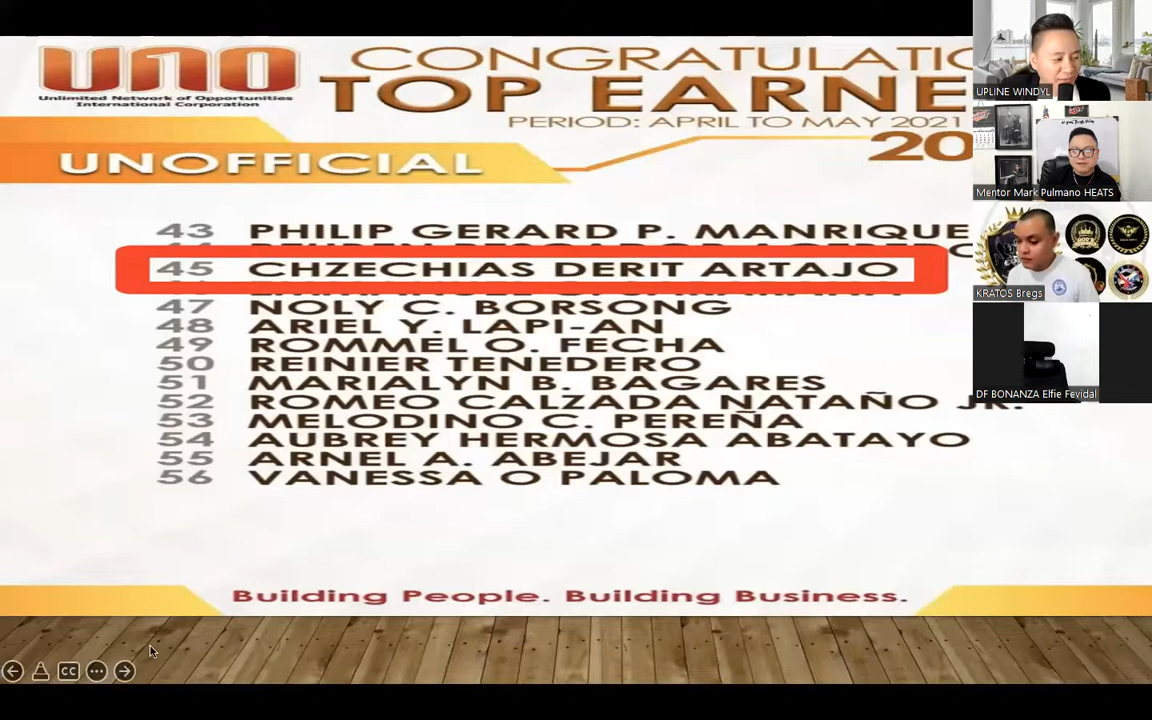 UNO
Unlimited Network of Opportunities
International Corporation
CONGRATULATIO
TOP EARNE
PERIOD: APRIL TO MAY 2021
20
UNOFFICIAL
43 PHILIP GERARD P. MANRIQUE
45 CHZECHIAS DERIT ARTAJO
47 NOLY C. BORSONG
48 ARIEL Y. LAPI-AN
49 ROMMEL O. FECHA
50 REINIER TENEDERO
51 MARIALYN B. BAGARES
52 ROMEO CALZADA NATAÑO JR.
53 MELODINO C. PEREÑA
54 AUBREY HERMOSA ABATAYO
55 ARNEL A. ABEJAR
56 VANESSA O PALOMA
Building People. Building Business.
CC
UPLINE WINDYL
Mentor Mark Pulmano HEATS
KRATOS Bregs
DF BONANZA Elfie Fevidal